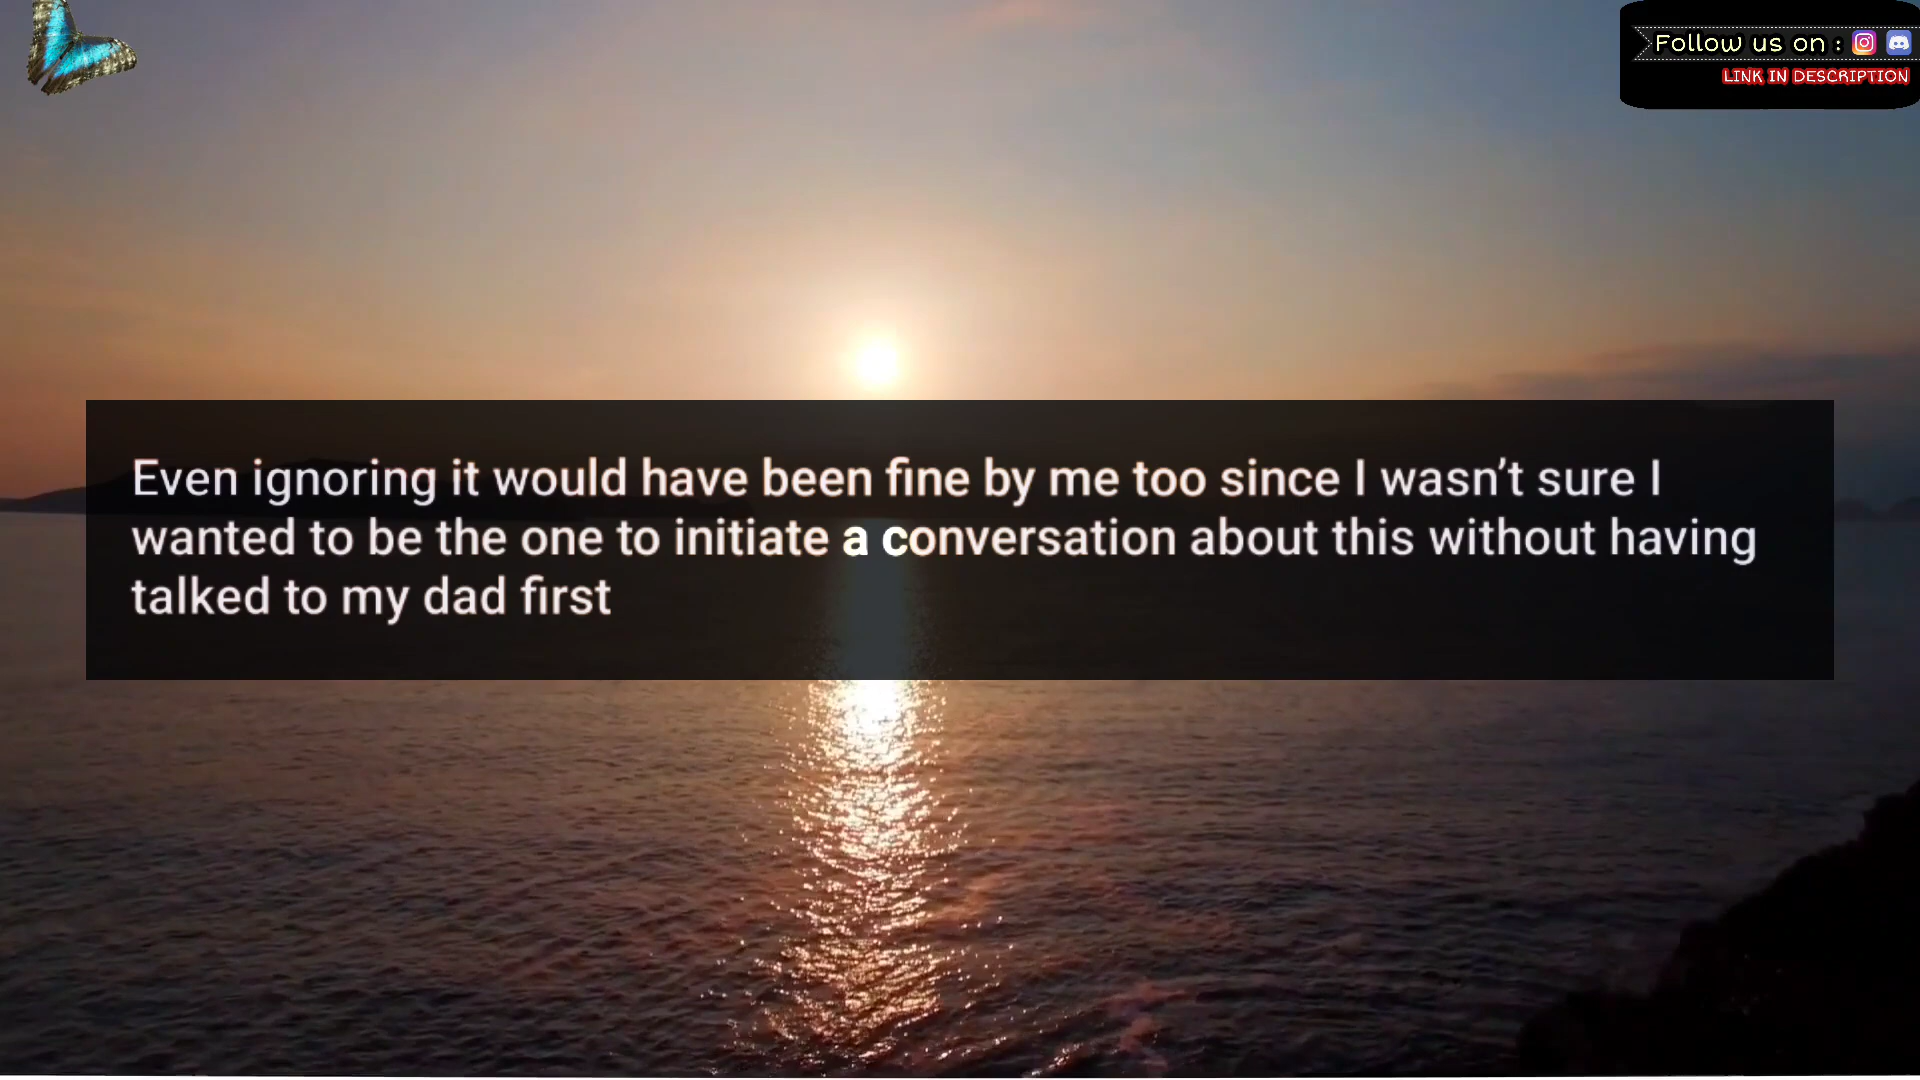 Follow us on :
LINK IN DESCRIPTION
Even ignoring it would have been fine by me too since I wasn’t sure I
wanted to be the one to initiate a conversation about this without having
talked to my dad first